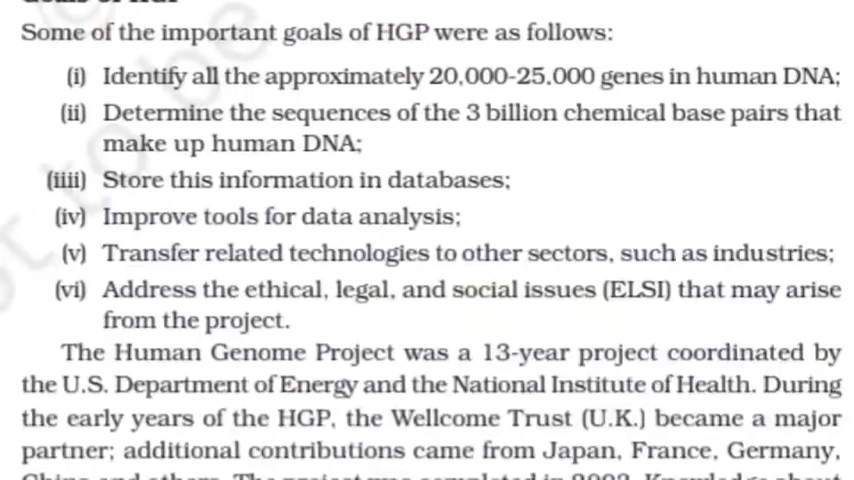 Some of the important goals of HGP were as follows:
(i) Identify all the approximately 20,000-25,000 genes in human DNA;
(ii) Determine the sequences of the 3 billion chemical base pairs that
make up human DNA;
(iiii) Store this information in databases;
(iv) Improve tools for data analysis;
(v) Transfer related technologies to other sectors, such as industries;
(vi) Address the ethical, legal, and social issues (ELSI) that may arise
from the project.
The Human Genome Project was a 13-year project coordinated by
the U.S. Department of Energy and the National Institute of Health. During
the early years of the HGP, the Wellcome Trust (U.K.) became a major
partner; additional contributions came from Japan, France, Germany,